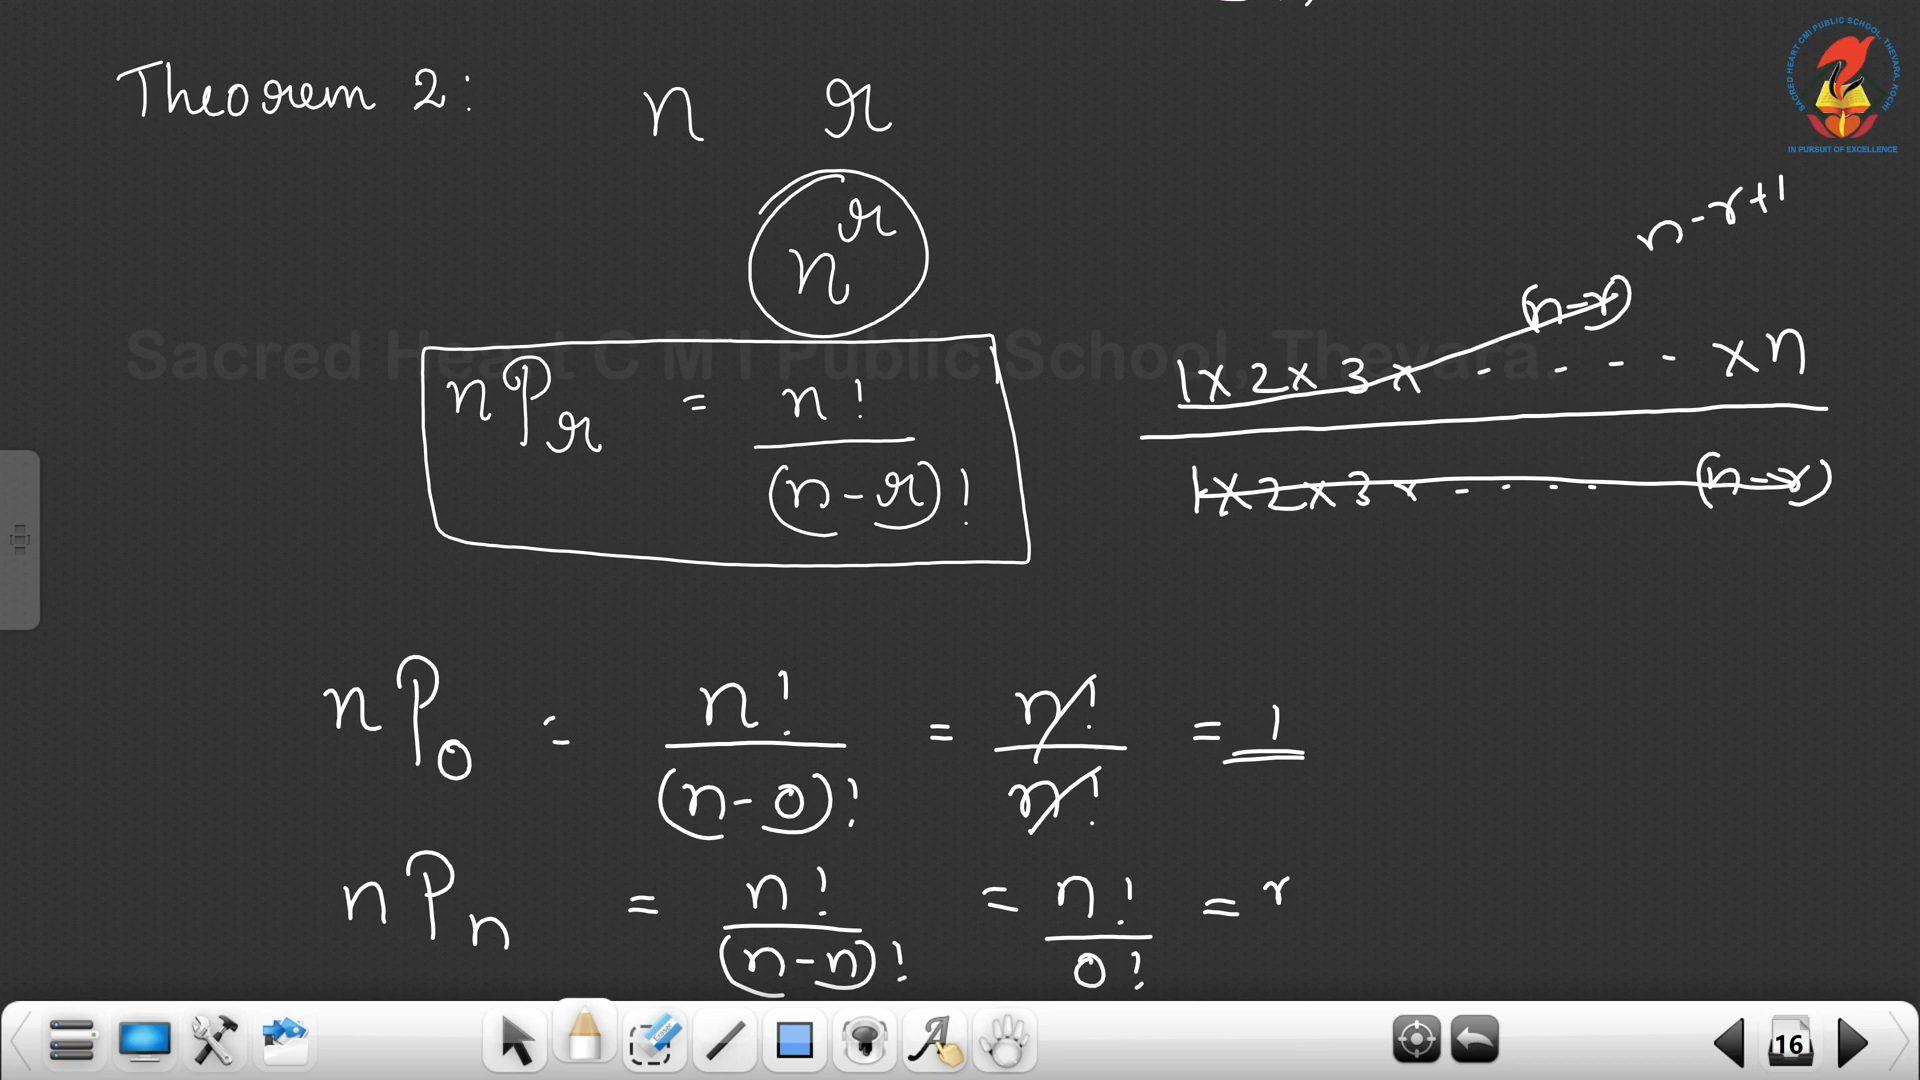 Theorem 2: n r
n^r
nPr = n! / (n-r)!
n-r+1
(n-r)
1 x 2 x 3 x - - - - x n
1 x 2 x 3 x - - - - (n-r)
nP0 = n! / (n-0)! = n! / n! = 1
nPn = n! / (n-n)! = n! / 0! =
Sacred Heart C M I Public School, Thevara.
SACRED HEART CMI PUBLIC SCHOOL, THEVARA, KOCHI
IN PURSUIT OF EXCELLENCE
16